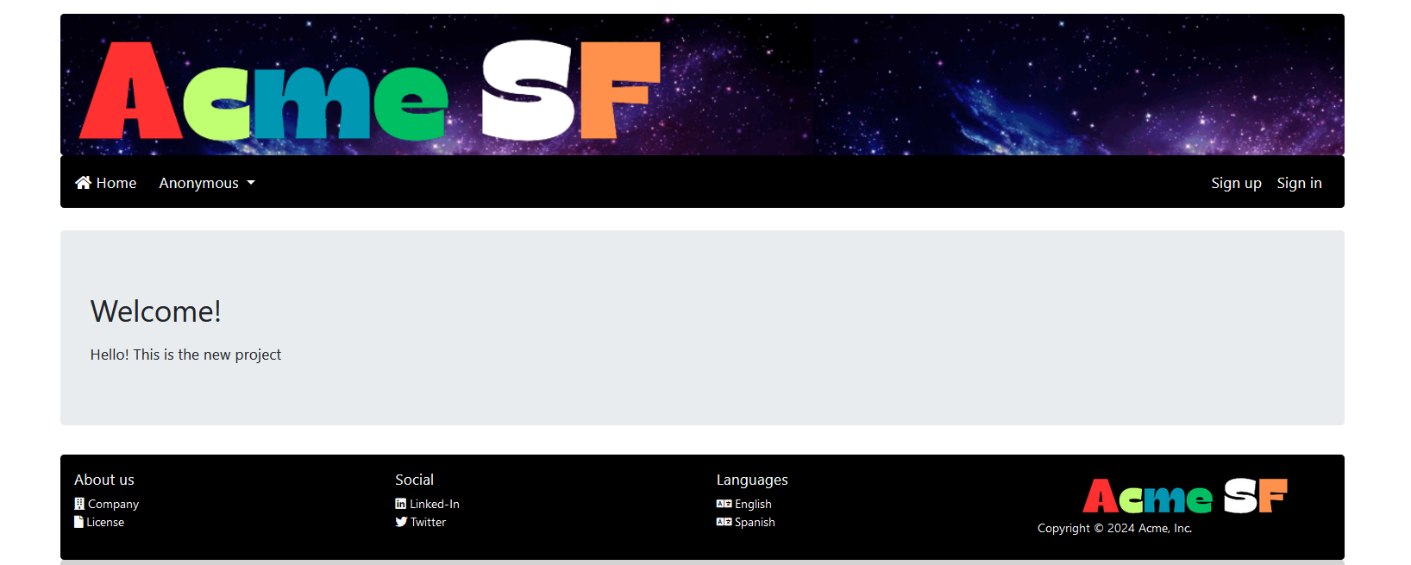 Acme SF
Home Anonymous Sign up Sign in
Welcome!
Hello! This is the new project
About us
Company
License
Social
Linked-In
Twitter
Languages
English
Spanish
Acme SF
Copyright © 2024 Acme, Inc.